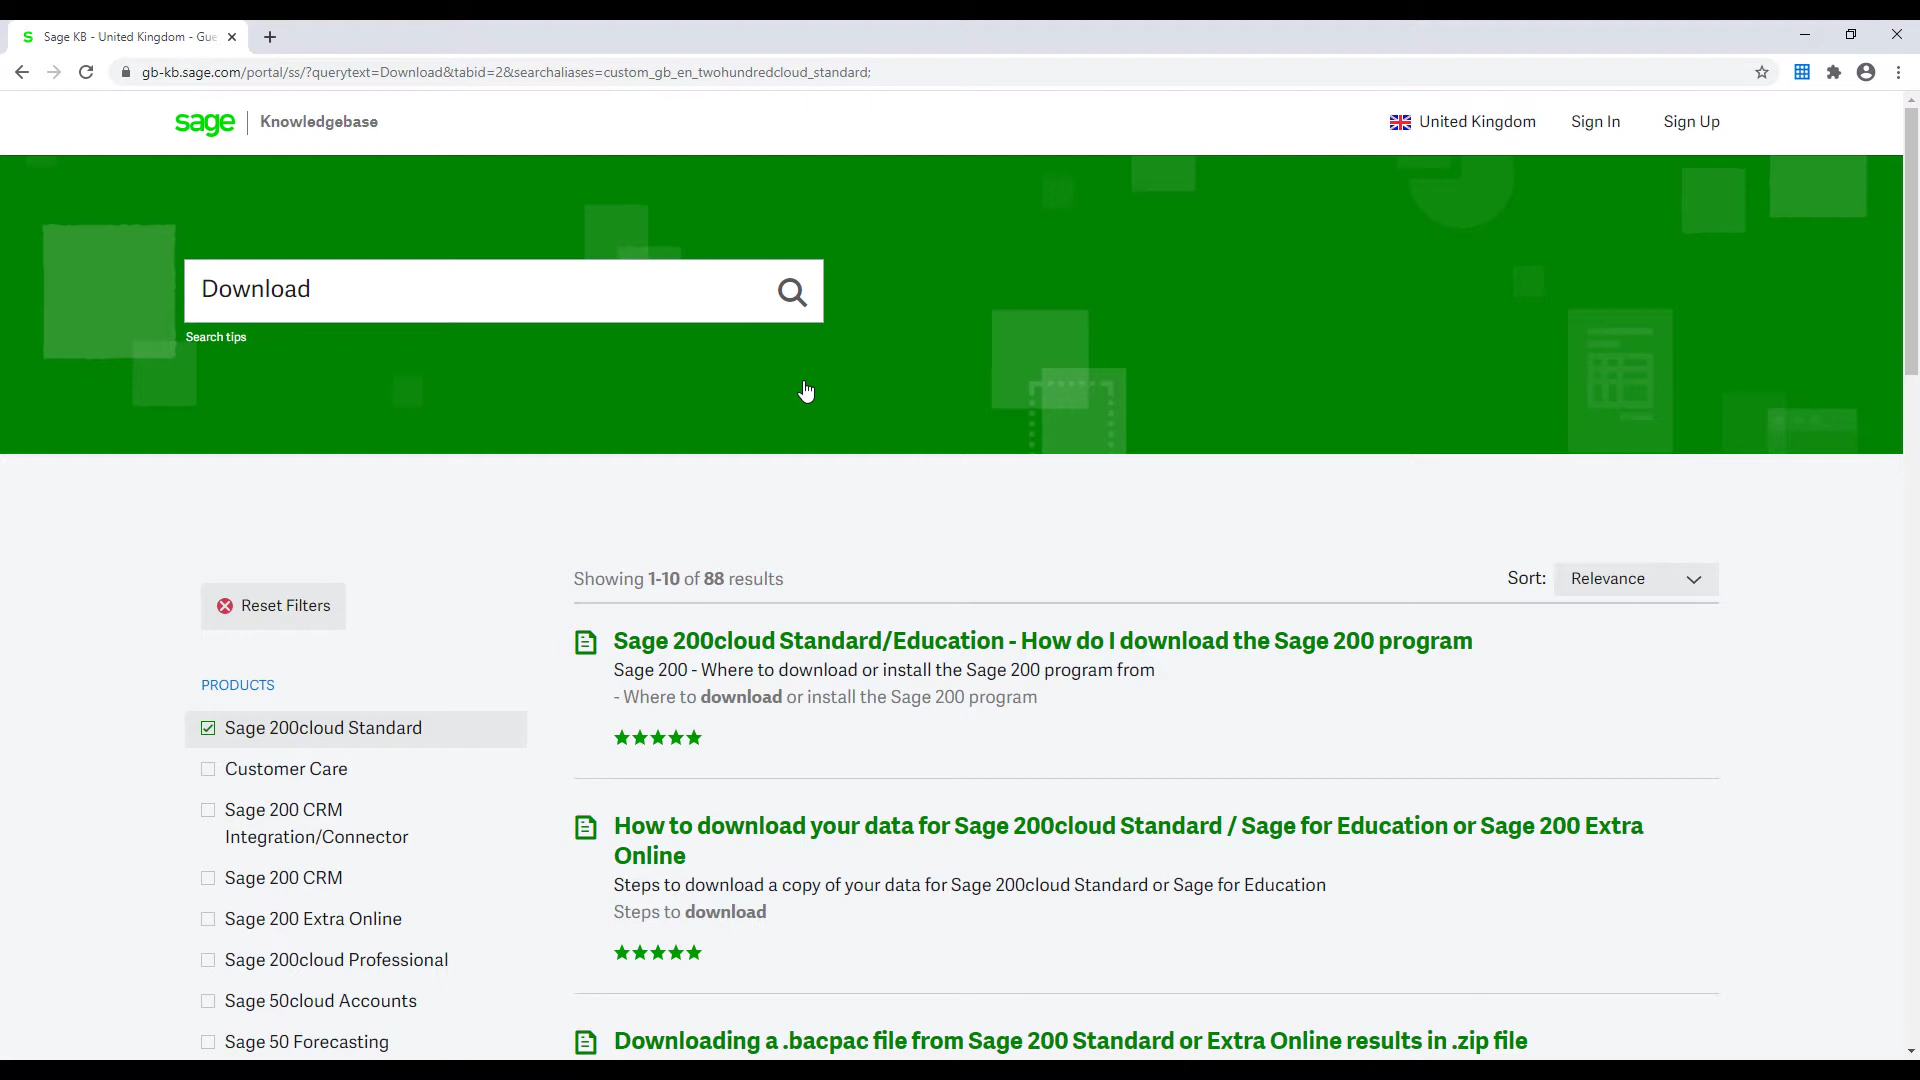 S Sage KB - United Kingdom - Gue
gb-kb.sage.com/portal/ss/?querytext=Download&tabid=2&searchaliases=custom_gb_en_twohundredcloud_standard;
sage Knowledgebase
United Kingdom Sign In Sign Up
Download
Search tips
Showing 1-10 of 88 results
Sort: Relevance
Reset Filters
PRODUCTS
Sage 200cloud Standard
Customer Care
Sage 200 CRM
Integration/Connector
Sage 200 CRM
Sage 200 Extra Online
Sage 200cloud Professional
Sage 50cloud Accounts
Sage 50 Forecasting
Sage 200cloud Standard/Education - How do I download the Sage 200 program
Sage 200 - Where to download or install the Sage 200 program from
- Where to download or install the Sage 200 program
How to download your data for Sage 200cloud Standard / Sage for Education or Sage 200 Extra
Online
Steps to download a copy of your data for Sage 200cloud Standard or Sage for Education
Steps to download
Downloading a .bacpac file from Sage 200 Standard or Extra Online results in .zip file